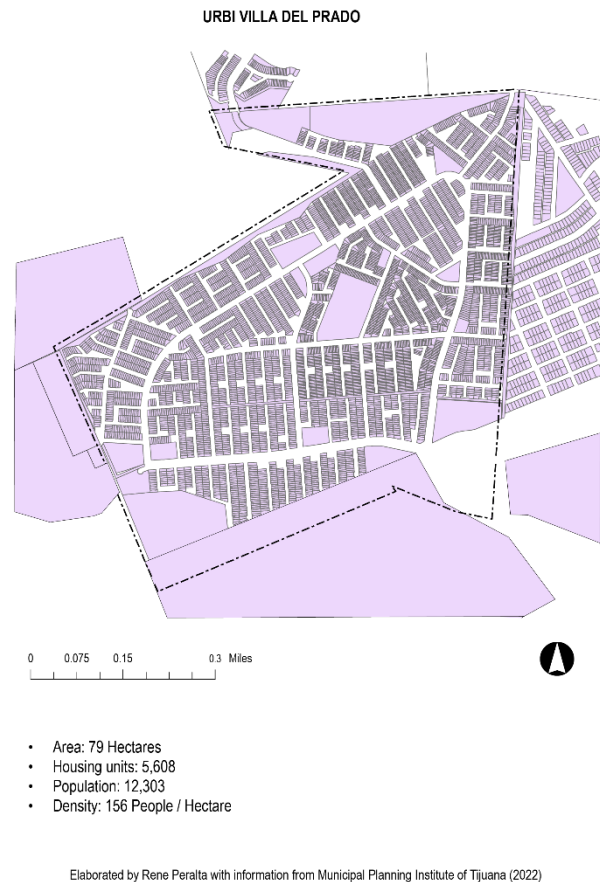 URBI VILLA DEL PRADO
0 0.075 0.15 0.3 Miles
• Area: 79 Hectares
• Housing units: 5,608
• Population: 12,303
• Density: 156 People / Hectare
Elaborated by Rene Peralta with information from Municipal Planning Institute of Tijuana (2022)